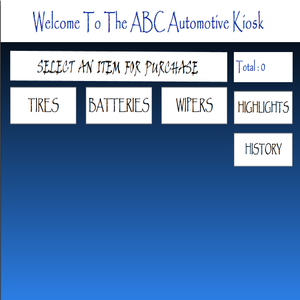 Welcome To The ABC Automotive Kiosk
SELECT AN ITEM FOR PURCHASE
Total : 0
TIRES
BATTERIES
WIPERS
HIGHLIGHTS
HISTORY